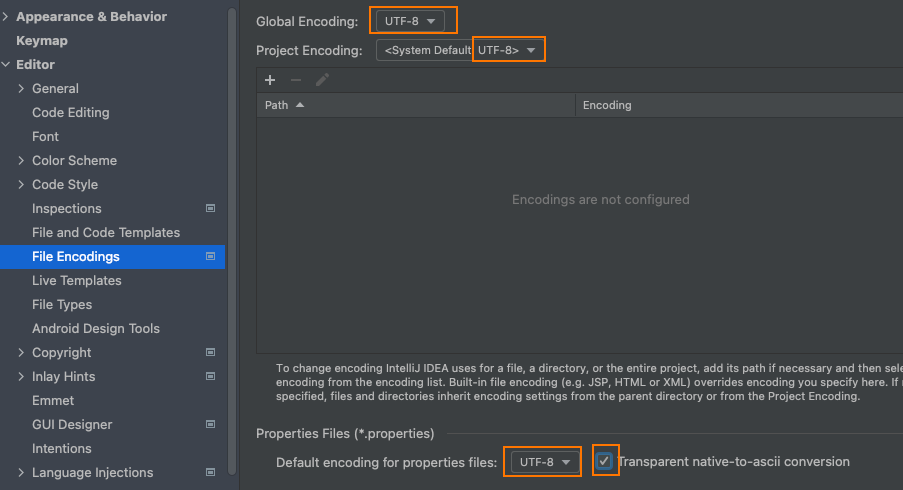 Appearance & Behavior
Keymap
Editor
General
Code Editing
Font
Color Scheme
Code Style
Inspections
File and Code Templates
File Encodings
Live Templates
File Types
Android Design Tools
Copyright
Inlay Hints
Emmet
GUI Designer
Intentions
Language Injections
Global Encoding: UTF-8
Project Encoding: <System Default UTF-8>
Path Encoding
Encodings are not configured
To change encoding IntelliJ IDEA uses for a file, a directory, or the entire project, add its path if necessary and then sele
encoding from the encoding list. Built-in file encoding (e.g. JSP, HTML or XML) overrides encoding you specify here. If
specified, files and directories inherit encoding settings from the parent directory or from the Project Encoding.
Properties Files (*.properties)
Default encoding for properties files: UTF-8 Transparent native-to-ascii conversion